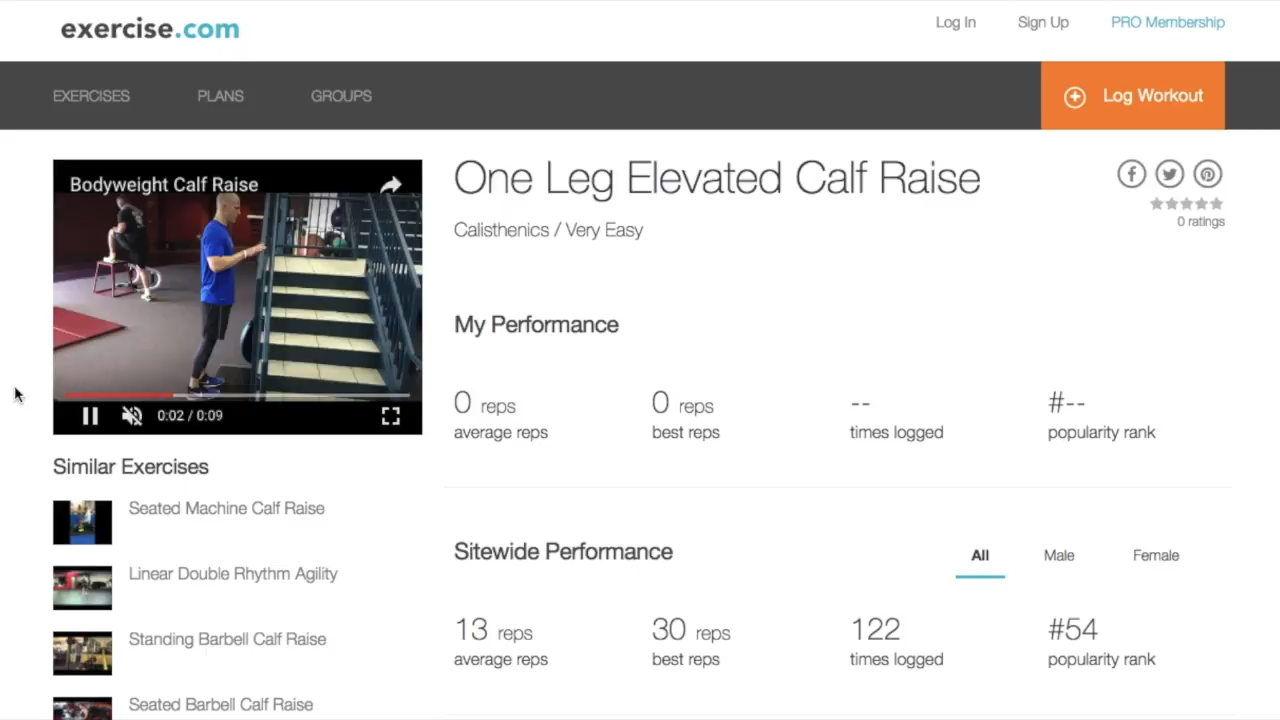 exercise.com
Log In
Sign Up
PRO Membership
EXERCISES
PLANS
GROUPS
Log Workout
Bodyweight Calf Raise
0:02 / 0:09
One Leg Elevated Calf Raise
Calisthenics / Very Easy
0 ratings
My Performance
0 reps
average reps
0 reps
best reps
--
times logged
#--
popularity rank
Similar Exercises
Seated Machine Calf Raise
Linear Double Rhythm Agility
Standing Barbell Calf Raise
Seated Barbell Calf Raise
Sitewide Performance
All
Male
Female
13 reps
average reps
30 reps
best reps
122
times logged
#54
popularity rank